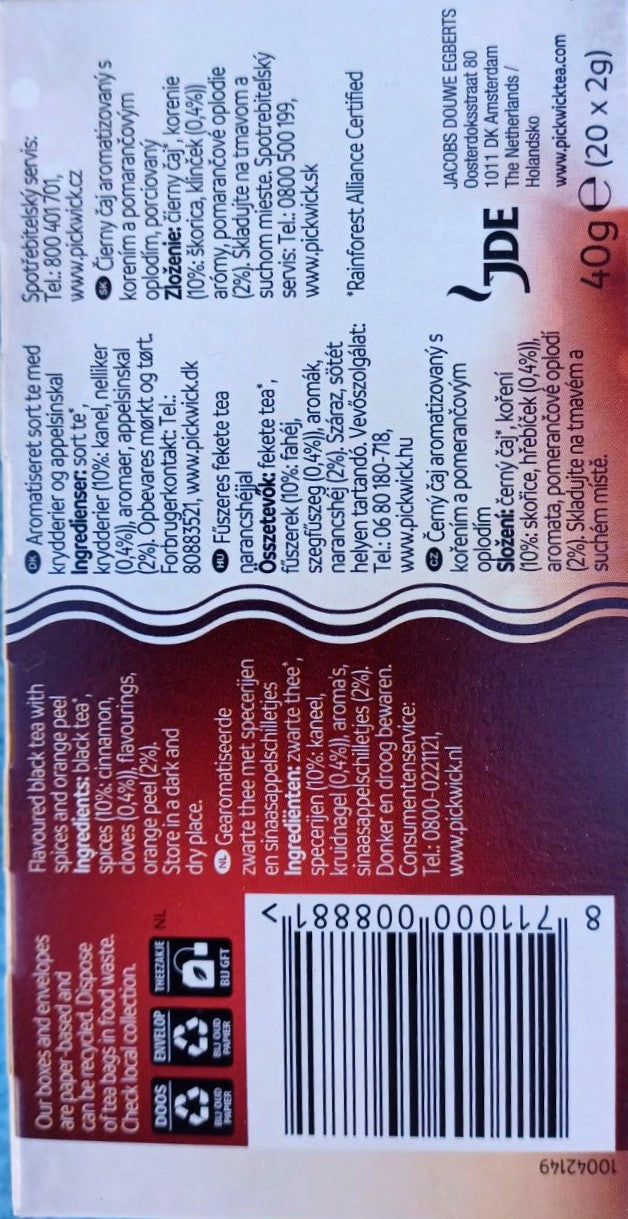 Our boxes and envelopes
are paper-based and
can be recycled. Dispose
of tea bags in food waste.
Check local collection.
DOOS
BIJ OUD
PAPIER
ENVELOP
BIJ OUD
PAPIER
THEEZAKJE
BIJ GFT
NL
8 711000 008881 >
10042149
Flavoured black tea with
spices and orange peel
Ingredients: black tea*,
spices (10%: cinnamon,
cloves (0,4%)), flavourings,
orange peel (2%).
Store in a dark and
dry place.
NL Gearomatiseerde
zwarte thee met specerijen
en sinaasappelschilletjes
Ingrediënten: zwarte thee*,
specerijen (10%: kaneel,
kruidnagel (0,4%)), aroma's,
sinaasappelschilletjes (2%).
Donker en droog bewaren.
Consumentenservice:
Tel.: 0800-0221121,
www.pickwick.nl
DK Aromatiseret sort te med
krydderier og appelsinskal
Ingredienser: sort te*,
krydderier (10%: kanel, nelliker
(0,4%)), aromaer, appelsinskal
(2%). Opbevares mørkt og tørt.
Forbrugerkontakt: Tel.:
80883521, www.pickwick.dk
HU Fűszeres fekete tea
narancshéjjal
Összetevők: fekete tea*,
fűszerek (10%: fahéj,
szegfűszeg (0,4%)), aromák,
narancshéj (2%). Száraz, sötét
helyen tartandó. Vevőszolgálat:
Tel.: 06 80 180-718,
www.pickwick.hu
CZ Černý čaj aromatizovaný s
kořením a pomerančovým
oplodím
Složení: černý čaj*, koření
(10%: skořice, hřebíček (0,4%)),
aromata, pomerančové oplodí
(2%). Skladujte na tmavém a
suchém místě.
Spotřebitelský servis:
Tel.: 800 401 701,
www.pickwick.cz
SK Čierny čaj aromatizovaný s
korením a pomarančovým
oplodím, porciovaný
Zloženie: čierny čaj*, korenie
(10%: škorica, klinček (0,4%))
arómy, pomarančové oplodie
(2%). Skladujte na tmavom a
suchom mieste. Spotrebiteľský
servis: Tel.: 0800 500 199,
www.pickwick.sk
*Rainforest Alliance Certified
JDE
JACOBS DOUWE EGBERTS
Oosterdoksstraat 80
1011 DK Amsterdam
The Netherlands /
Holandsko
www.pickwicktea.com
40g e (20 x 2g)